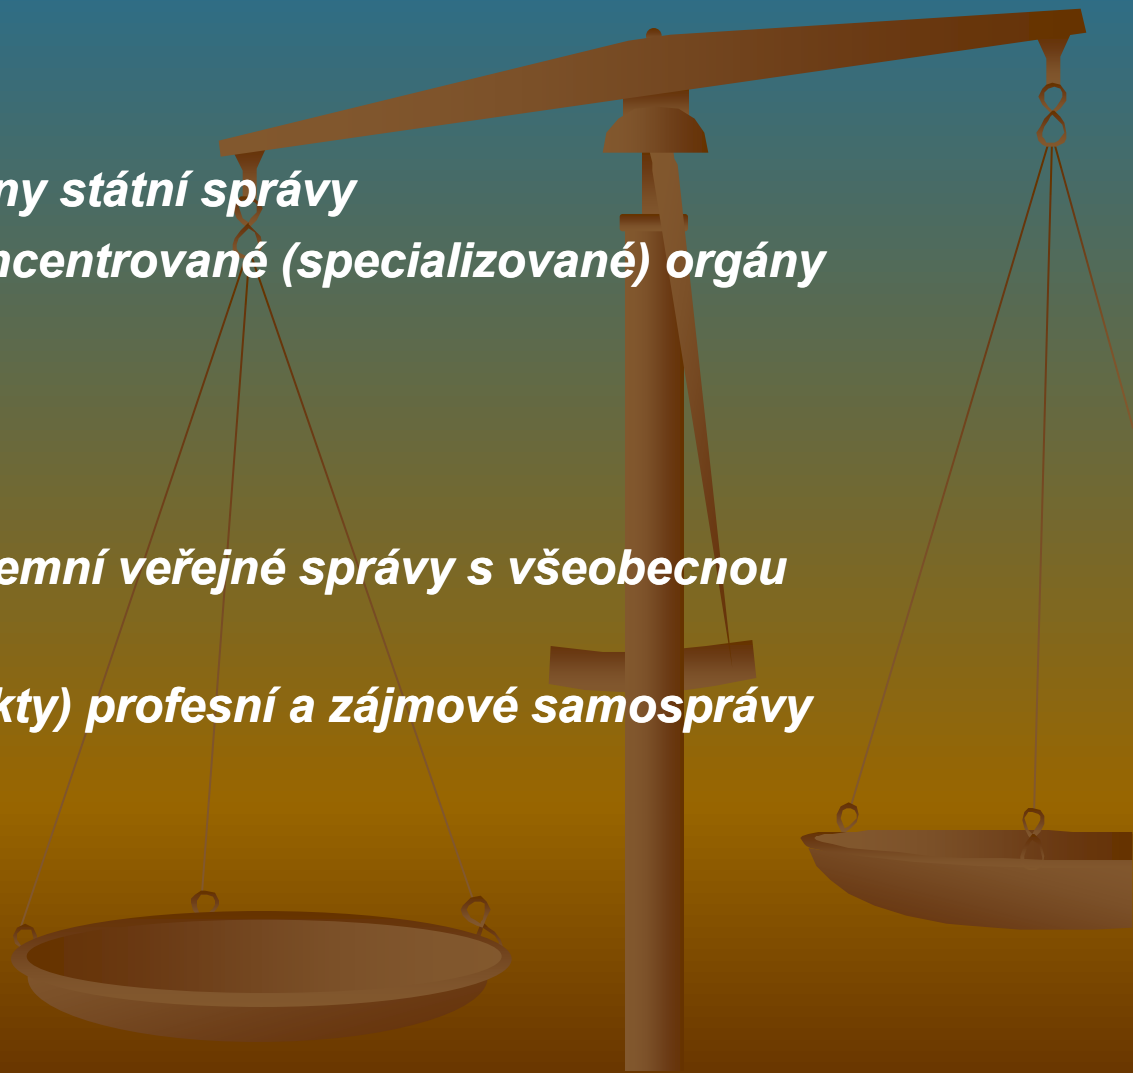 ny státní správy
ncentrované (specializované) orgány
emní veřejné správy s všeobecnou
kty) profesní a zájmové samosprávy